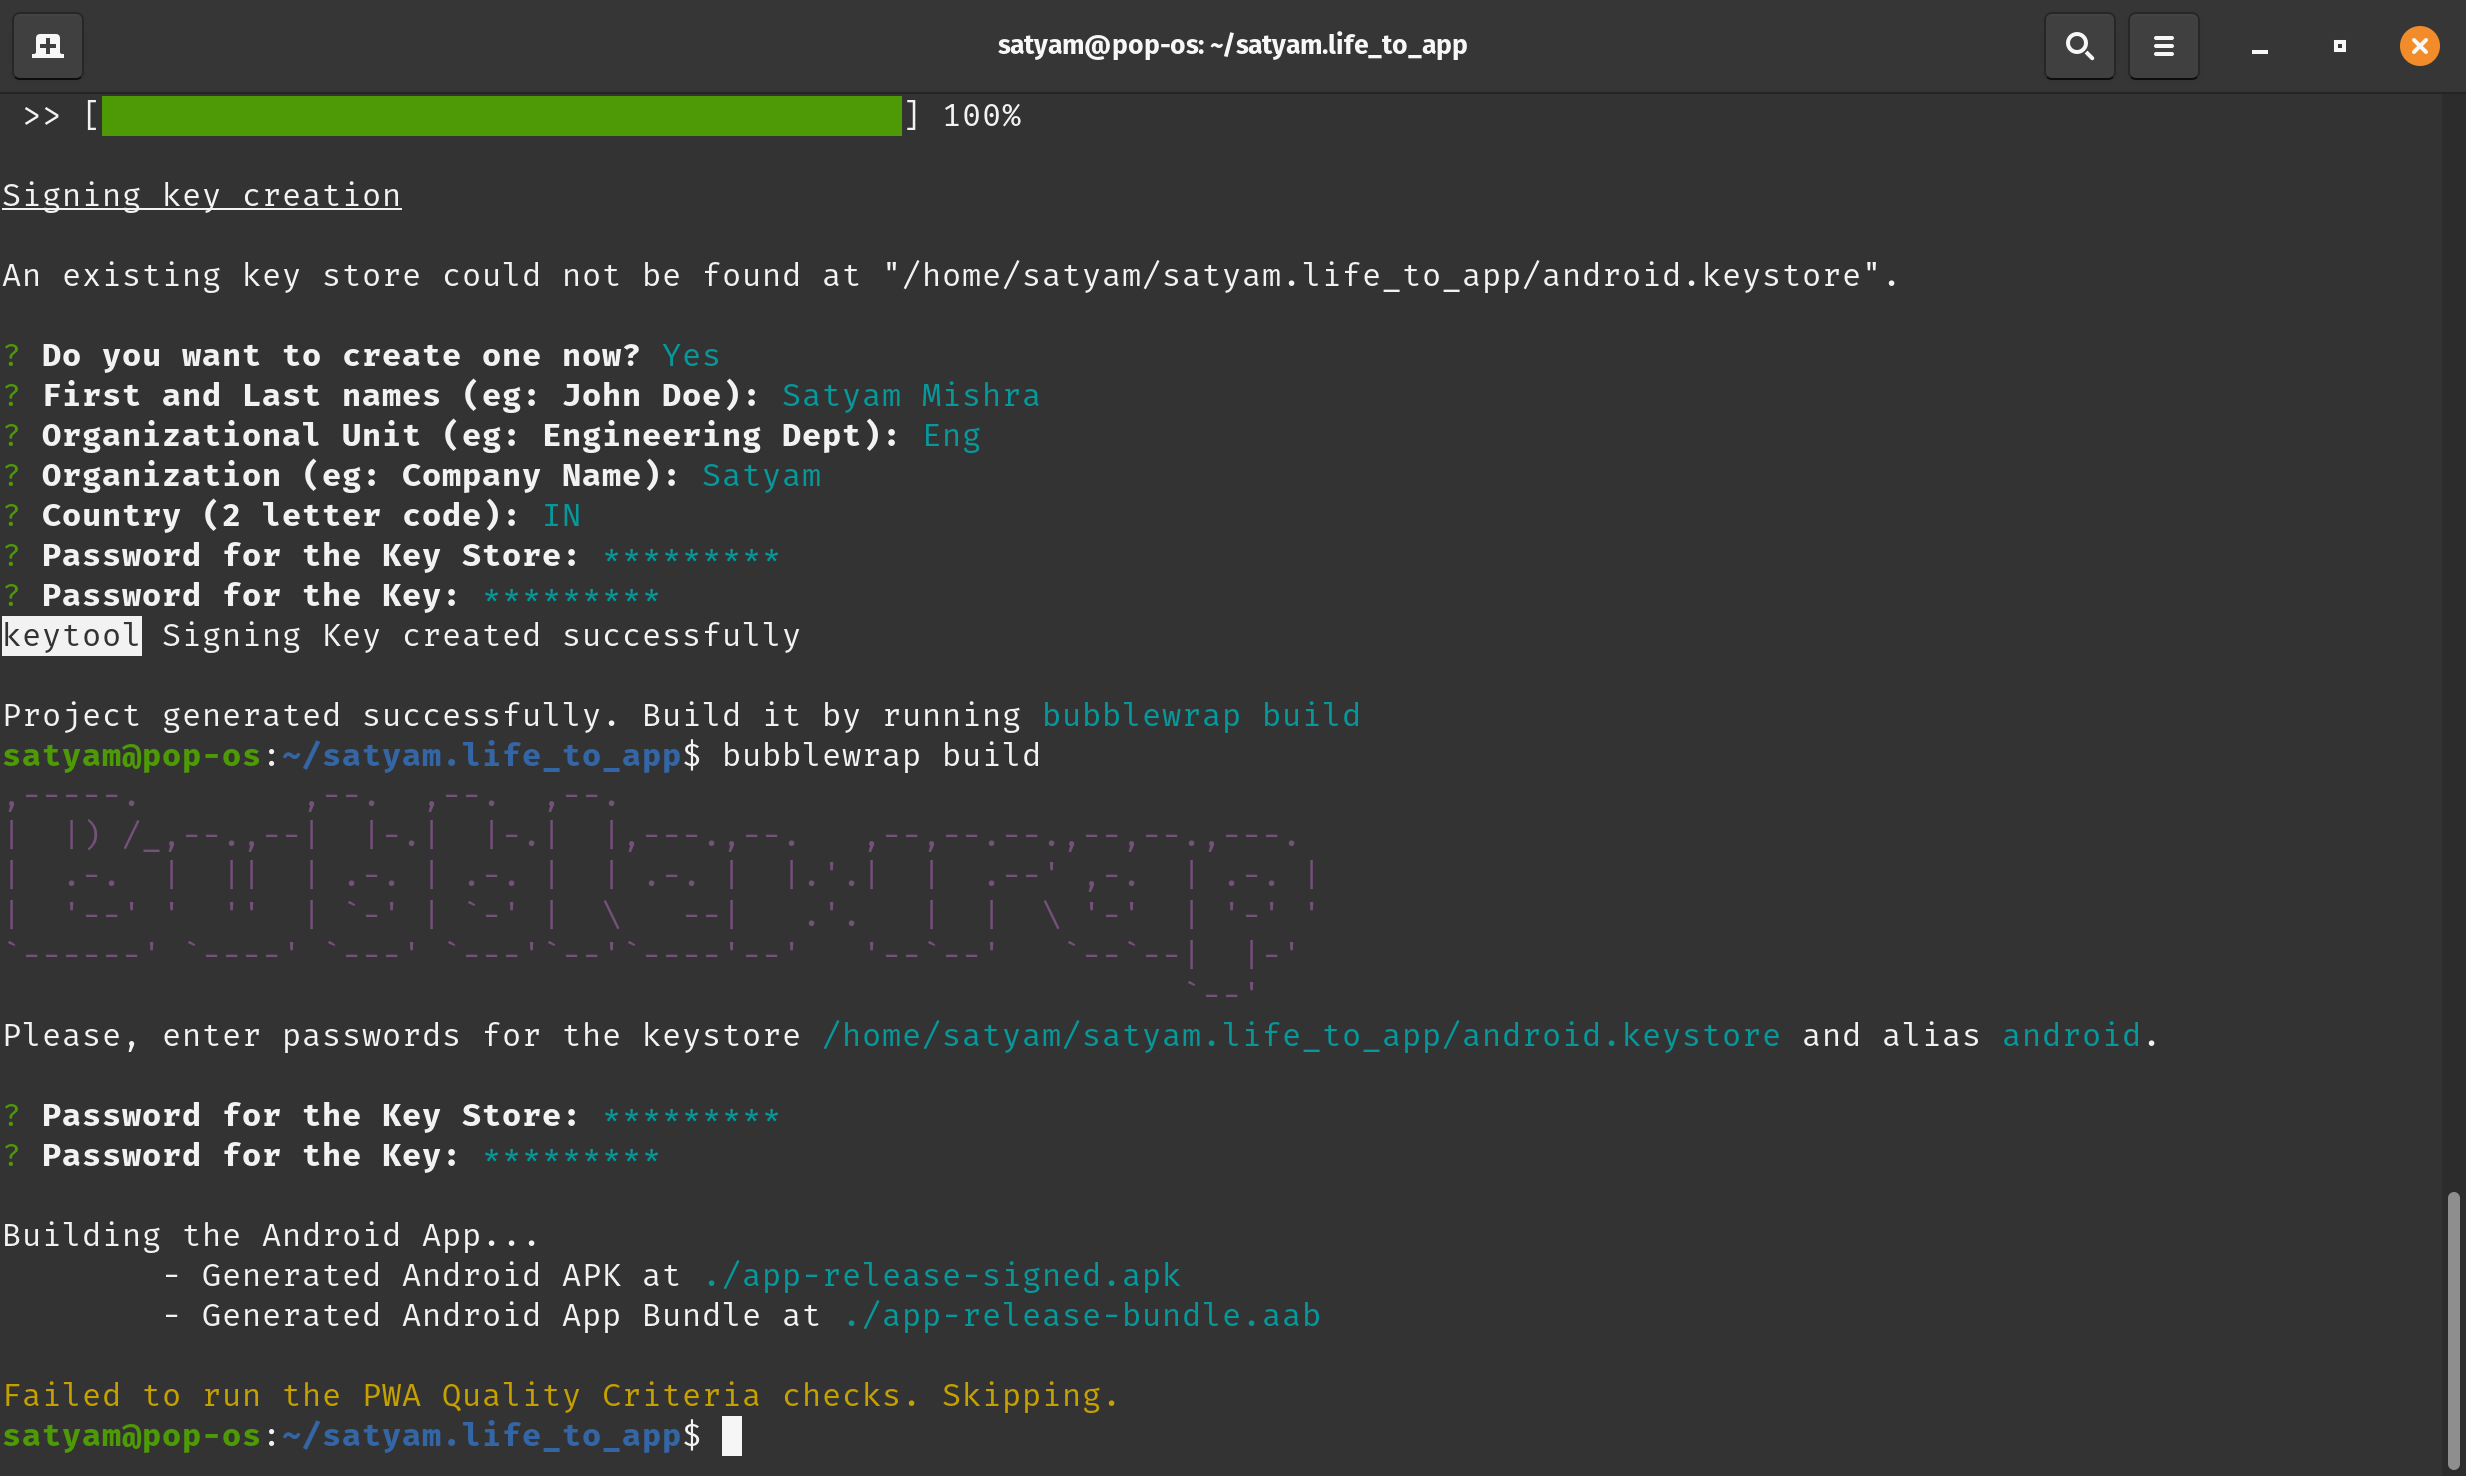 satyam@pop-os: ~/satyam.life_to_app
>> [ ] 100%
Signing key creation
An existing key store could not be found at "/home/satyam/satyam.life_to_app/android.keystore".
? Do you want to create one now? Yes
? First and Last names (eg: John Doe): Satyam Mishra
? Organizational Unit (eg: Engineering Dept): Eng
? Organization (eg: Company Name): Satyam
? Country (2 letter code): IN
? Password for the Key Store: *********
? Password for the Key: *********
keytool Signing Key created successfully
Project generated successfully. Build it by running bubblewrap build
satyam@pop-os:~/satyam.life_to_app$ bubblewrap build
,-----.        ,--.  ,--.  ,--.
|  |) /_,--.,--|  |-.|  |-.|  |,---.,--.   ,--,--.--.,--,--.,---.
|  .-.  |  ||  | .-. | .-. |  | .-. |  |.'.|  |  .--' ,-.  | .-. |
|  '--' '  ''  | `-' | `-' |  \   --|   .'.   |  |  \ '-'  | '-' '
`------' `----' `---' `---'`--'`----'--'   '--`--'   `--`--|  |-'
                                                           `--'
Please, enter passwords for the keystore /home/satyam/satyam.life_to_app/android.keystore and alias android.
? Password for the Key Store: *********
? Password for the Key: *********
Building the Android App...
- Generated Android APK at ./app-release-signed.apk
- Generated Android App Bundle at ./app-release-bundle.aab
Failed to run the PWA Quality Criteria checks. Skipping.
satyam@pop-os:~/satyam.life_to_app$